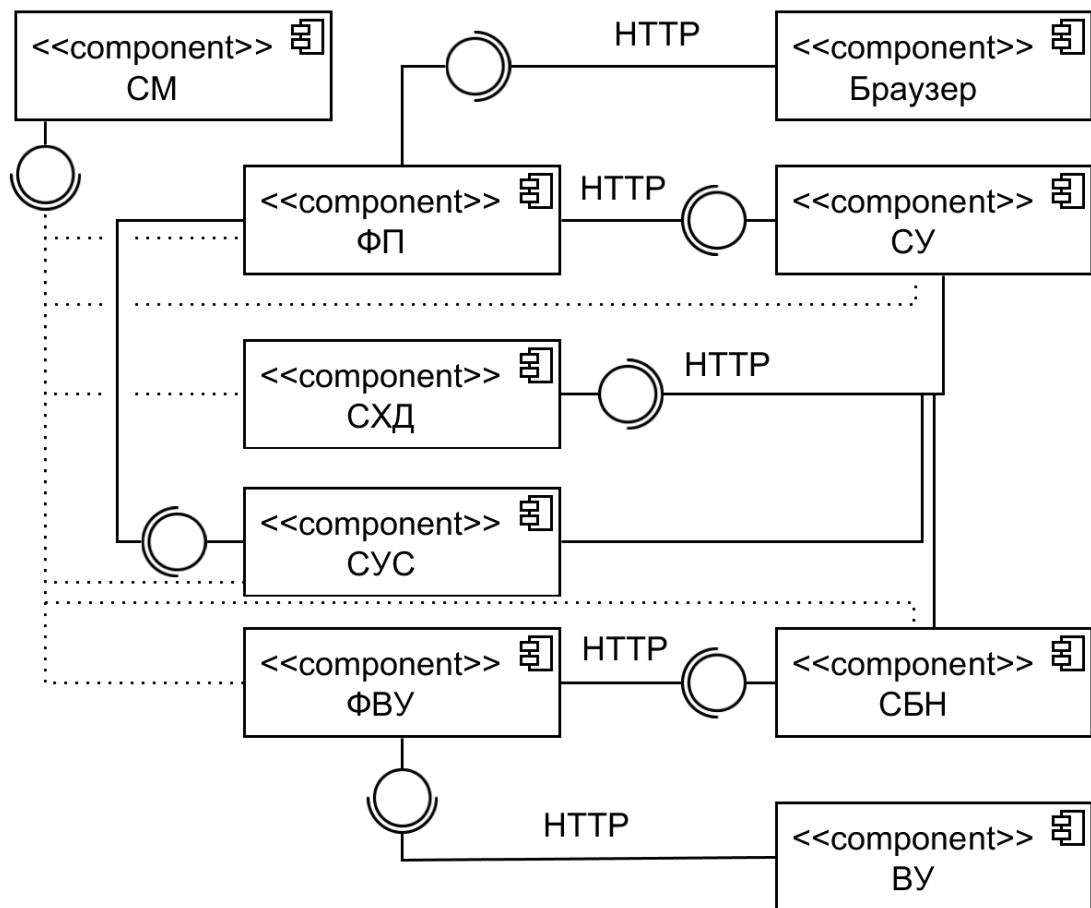 <<component>>
СМ
HTTP
<<component>>
Браузер
<<component>>
ФП
HTTP
<<component>>
СУ
<<component>>
СХД
HTTP
<<component>>
СУС
<<component>>
ФВУ
HTTP
<<component>>
СБН
HTTP
<<component>>
ВУ